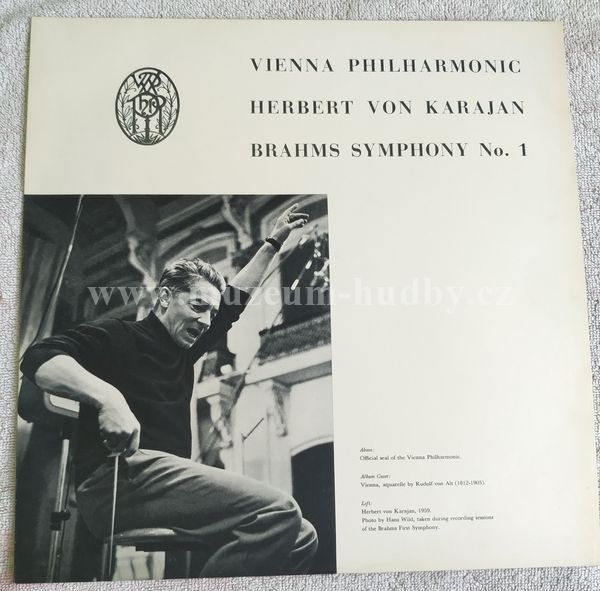 VIENNA PHILHARMONIC
HERBERT VON KARAJAN
BRAHMS SYMPHONY No. 1
www.muzeum-hudby.cz
Above:
Official seal of the Vienna Philharmonic.
Album Cover:
Vienna, aquarelle by Rudolf von Alt (1812-1905).
Left:
Herbert von Karajan, 1959.
Photo by Hans Wild, taken during recording sessions
of the Brahms First Symphony.